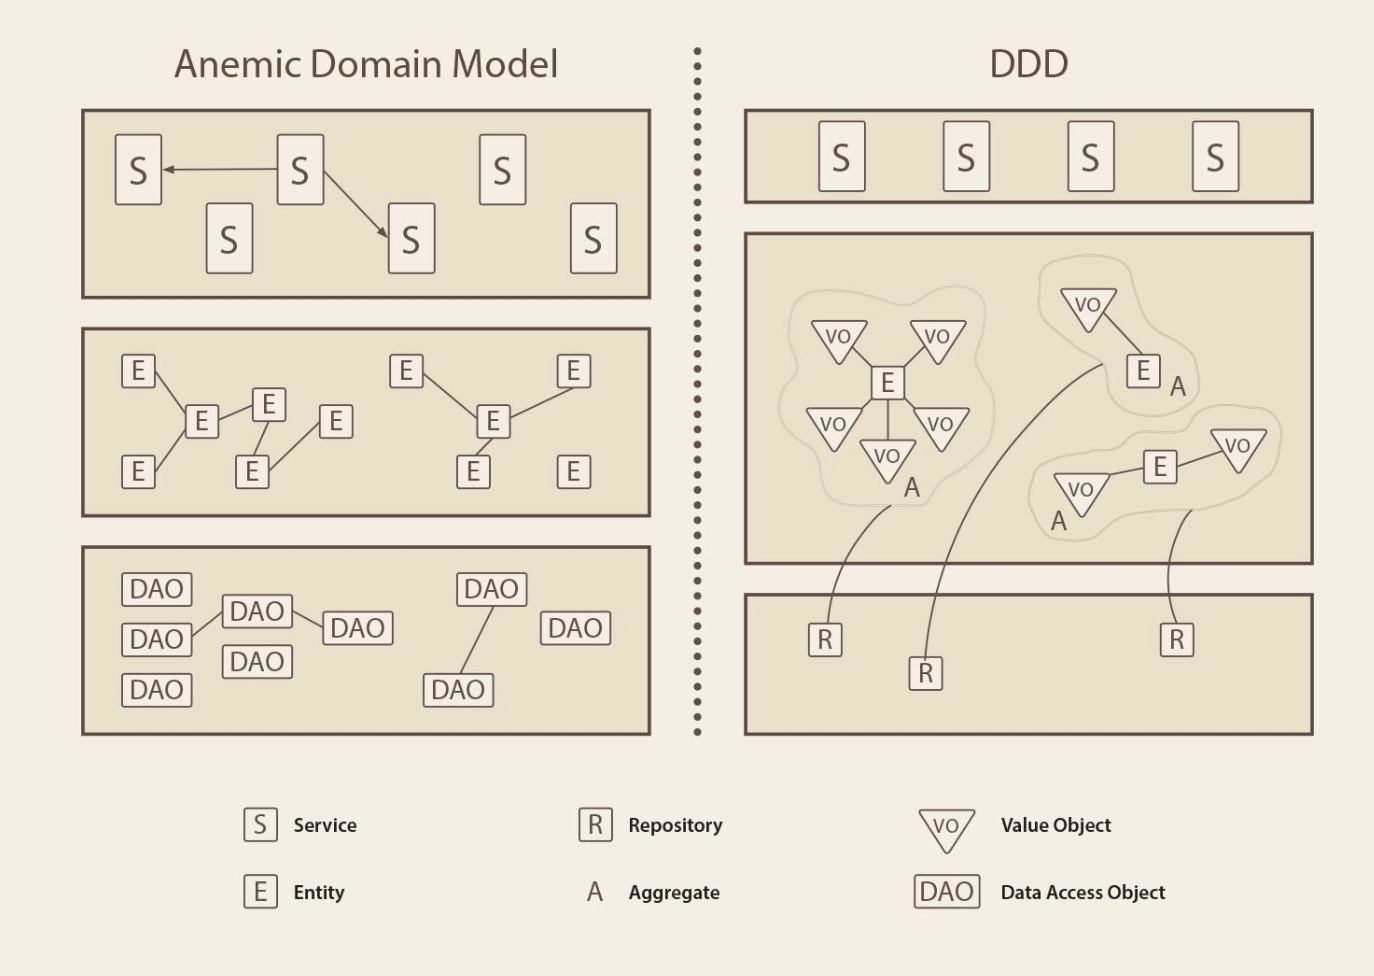 Anemic Domain Model
S
S
S
S
S
S
E
E
E
E
E
E
E
E
E
E
E
E
DAO
DAO
DAO
DAO
DAO
DAO
DAO
DAO
DAO
DDD
S
S
S
S
VO
VO
E
VO
VO
VO
A
VO
E
A
VO
E
VO
A
R
R
R
S Service
R Repository
VO Value Object
E Entity
A Aggregate
DAO Data Access Object